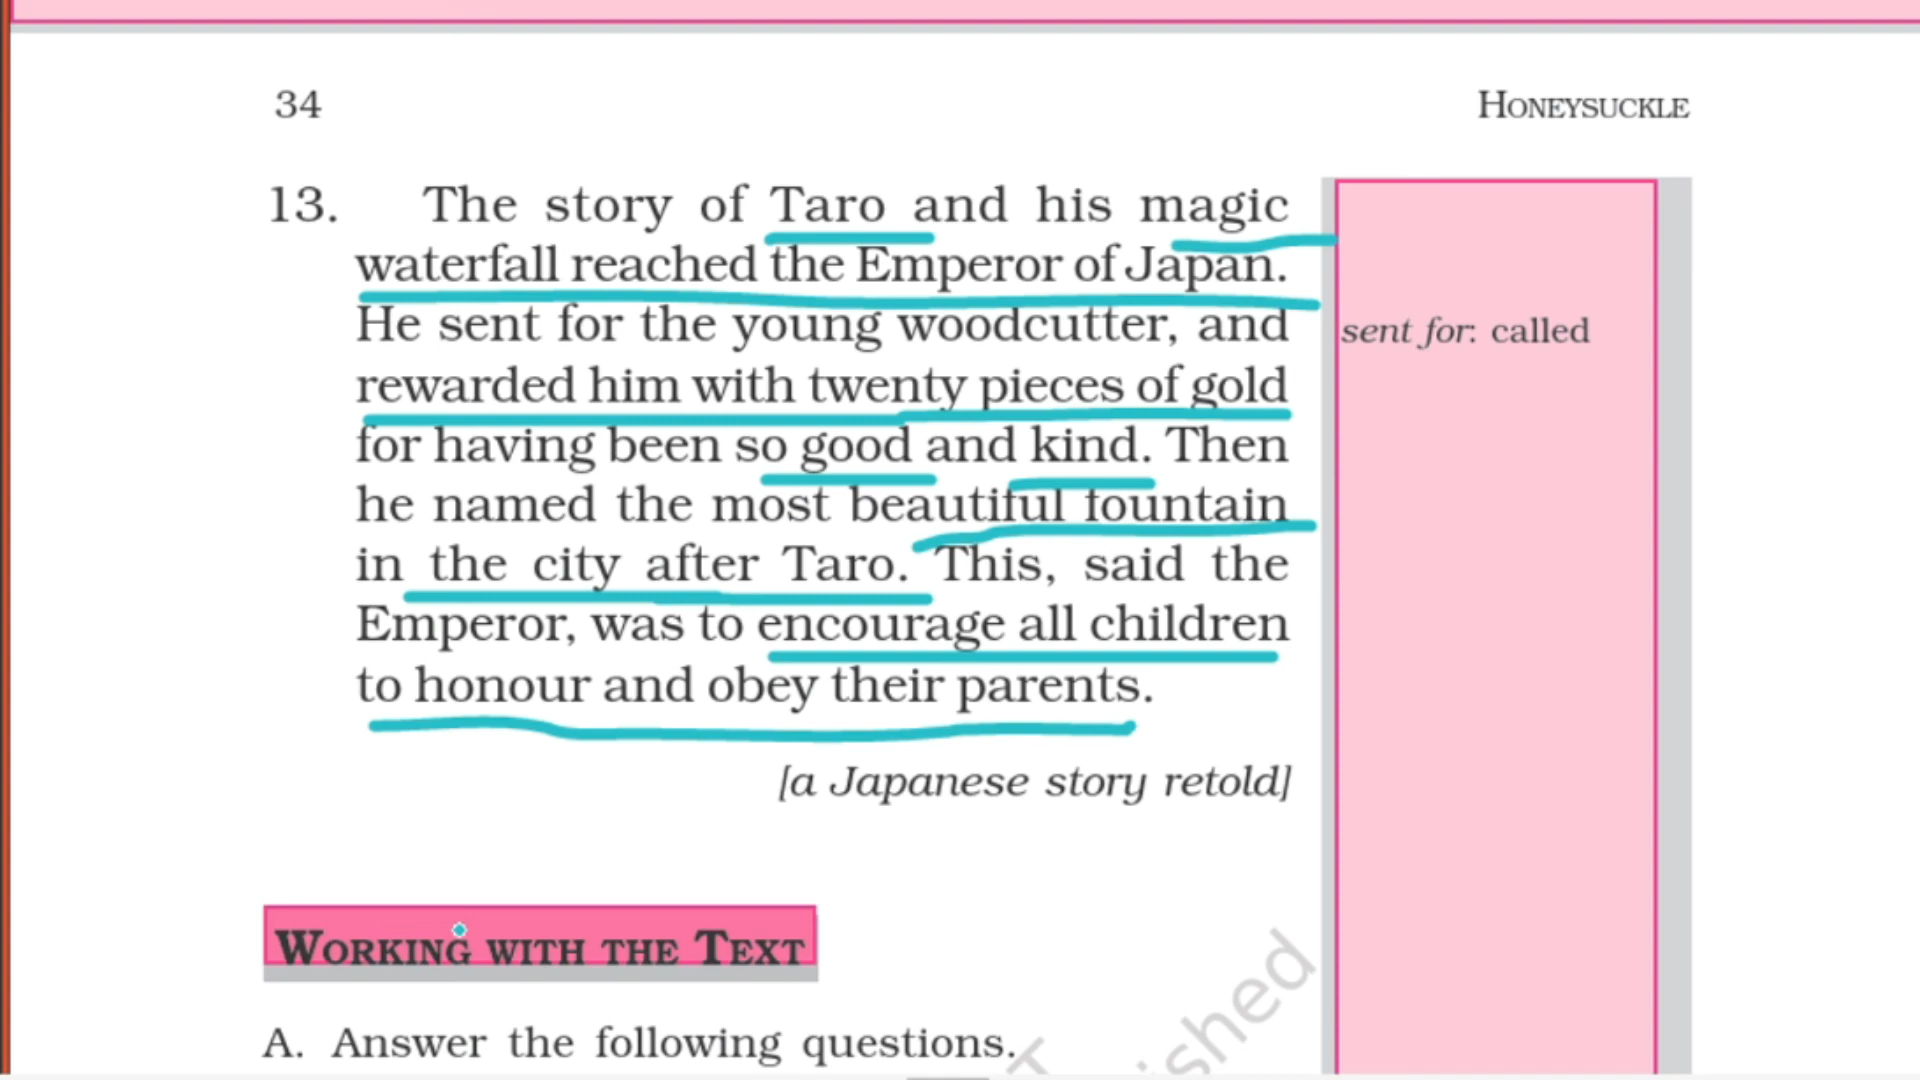 34
HONEYSUCKLE
13. The story of Taro and his magic
waterfall reached the Emperor of Japan.
He sent for the young woodcutter, and
rewarded him with twenty pieces of gold
for having been so good and kind. Then
he named the most beautiful fountain
in the city after Taro. This, said the
Emperor, was to encourage all children
to honour and obey their parents.
sent for: called
[a Japanese story retold]
WORKING WITH THE TEXT
A. Answer the following questions.